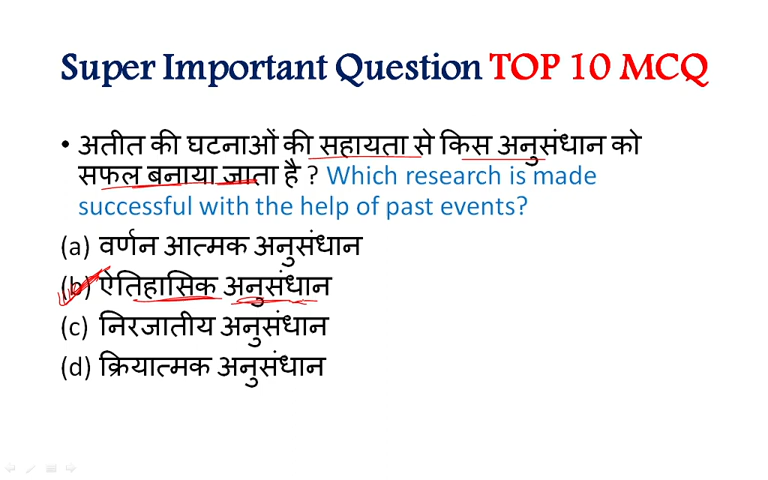 Super Important Question TOP 10 MCQ
• अतीत की घटनाओं की सहायता से किस अनुसंधान को
सफल बनाया जाता है ? Which research is made
successful with the help of past events?
(a) वर्णन आत्मक अनुसंधान
(b) ऐतिहासिक अनुसंधान
(c) निरजातीय अनुसंधान
(d) क्रियात्मक अनुसंधान